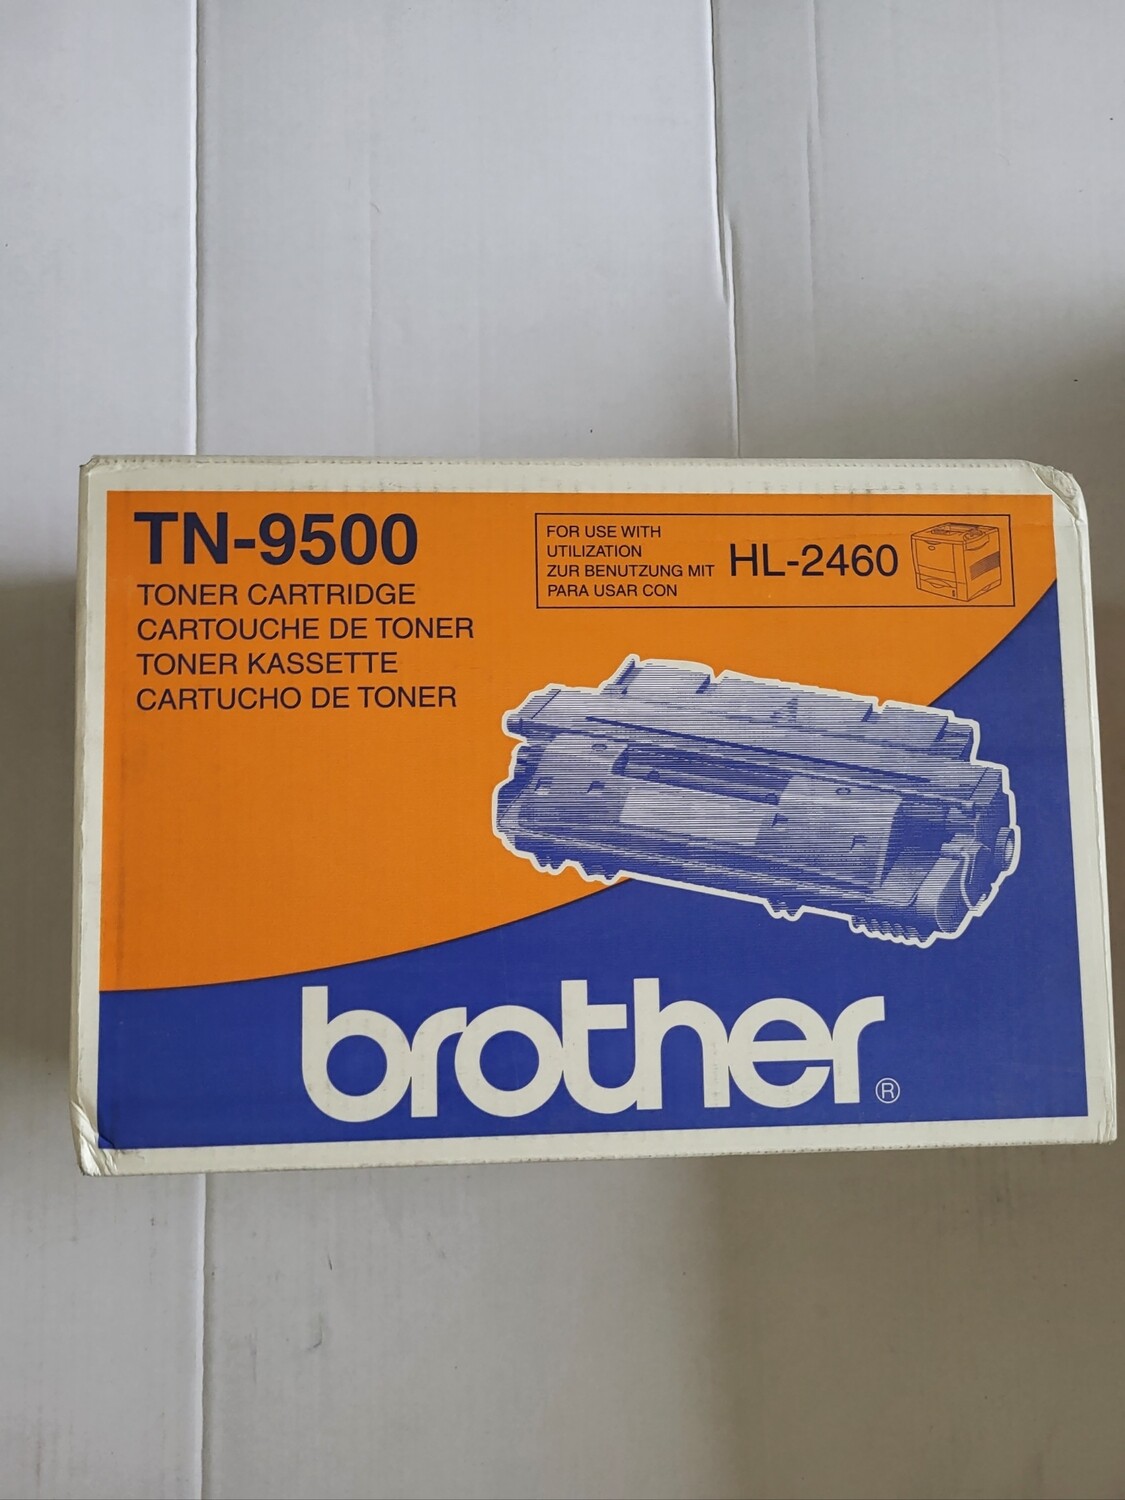 TN-9500
TONER CARTRIDGE
CARTOUCHE DE TONER
TONER KASSETTE
CARTUCHO DE TONER
FOR USE WITH
UTILIZATION
ZUR BENUTZUNG MIT
PARA USAR CON
HL-2460
brother®